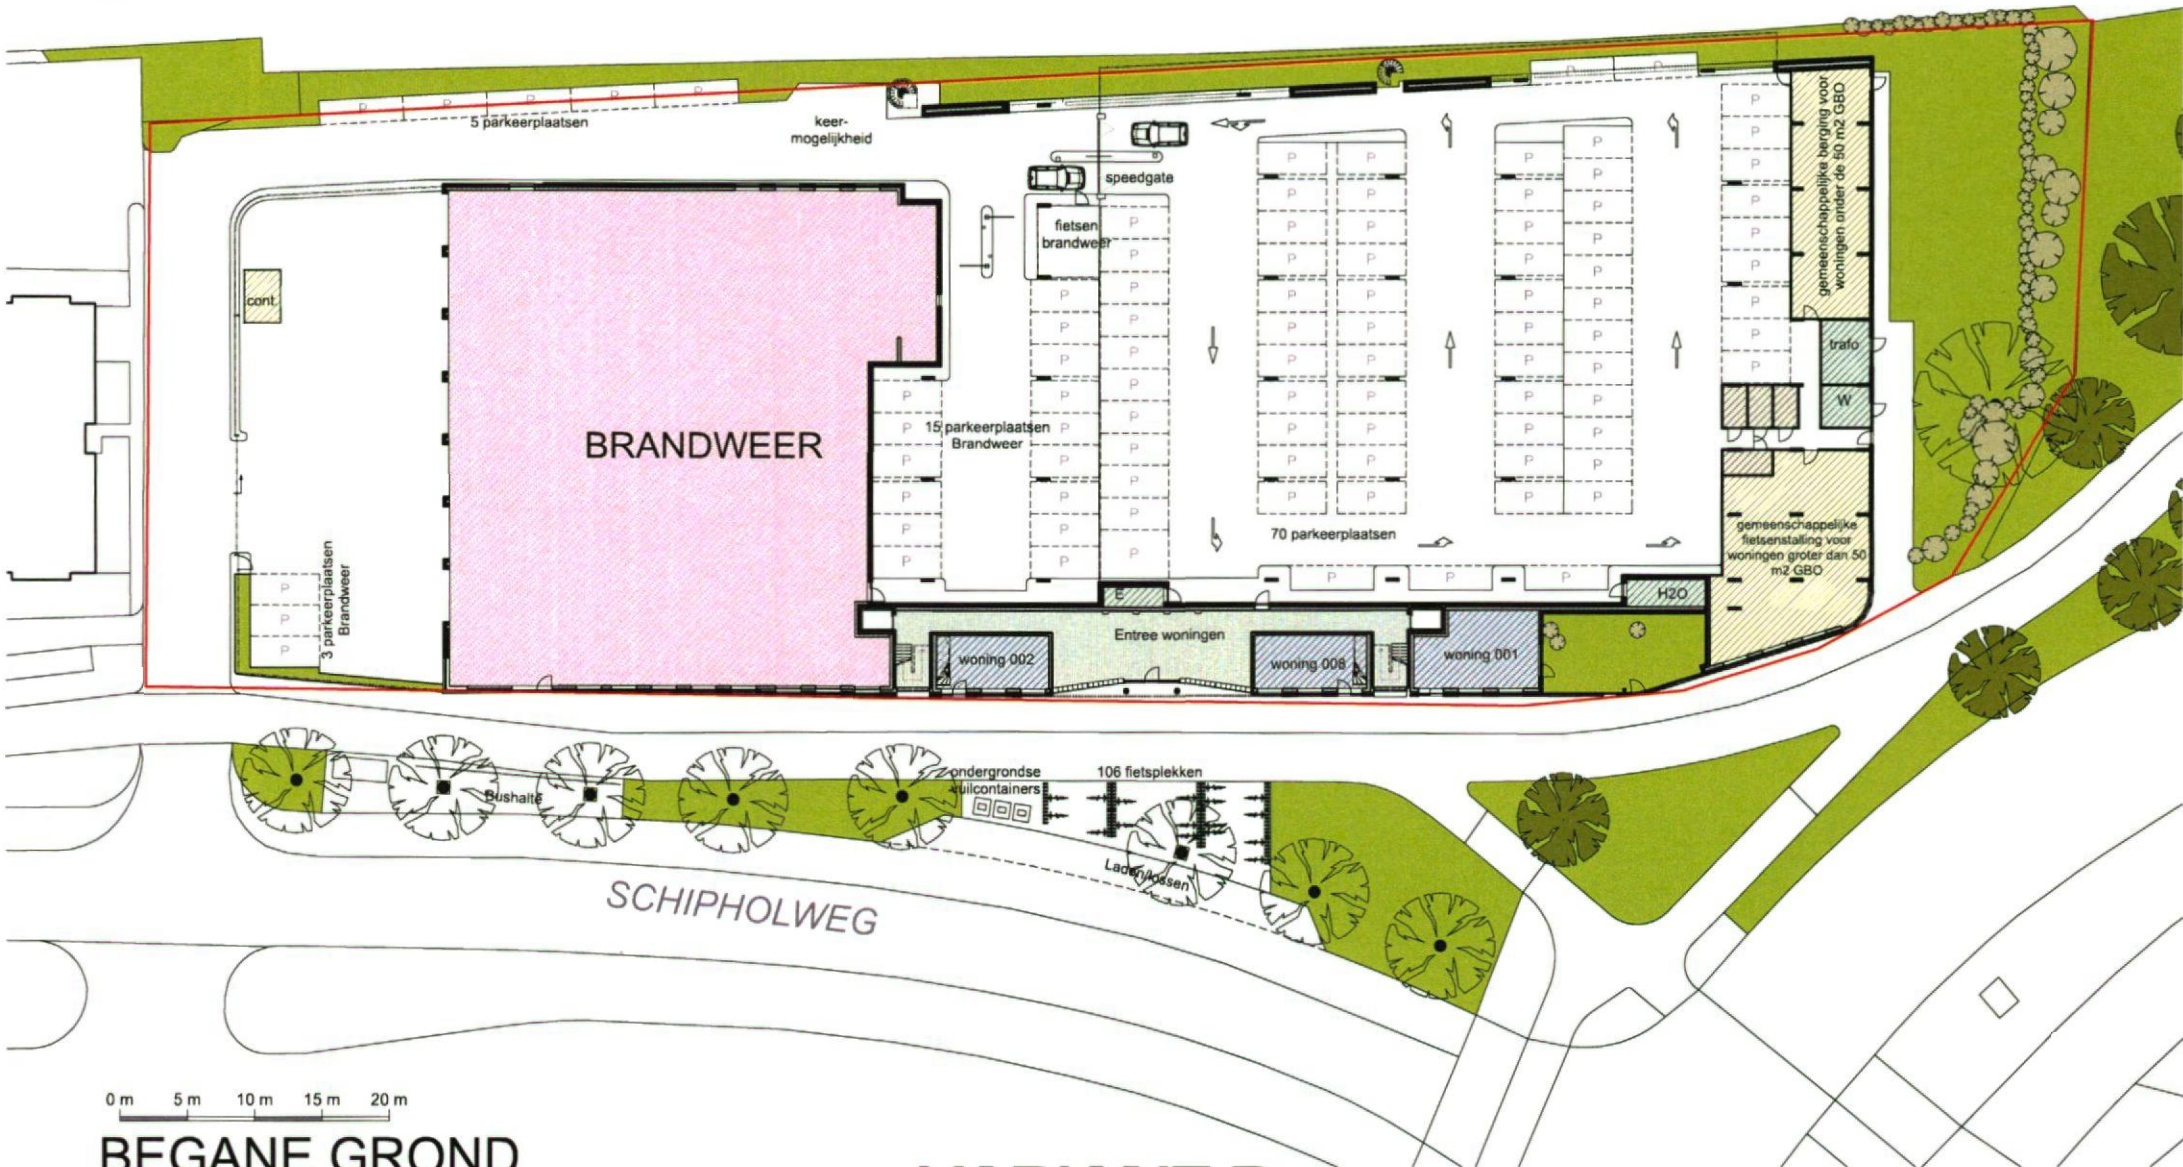 5 parkeerplaatsen
keer-
mogelijkheid
speedgate
fietsen
brandweer
gemeenschappelijke berging voor
woningen onder de 50 m2 GBO
cont.
trafo
W
BRANDWEER
15 parkeerplaatsen
Brandweer
70 parkeerplaatsen
gemeenschappelijke
fietsenstalling voor
woningen groter dan 50
m2 GBO
3 parkeerplaatsen
Brandweer
E
H2O
Entree woningen
woning 002
woning 008
woning 001
ondergrondse
vuilcontainers
106 fietsplekken
Bushalte
Laden/lossen
SCHIPHOLWEG
0 m 5 m 10 m 15 m 20 m
BEGANE GROND